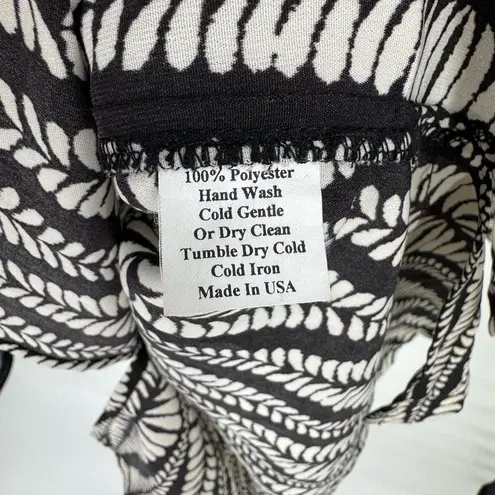 100% Polyester
Hand Wash
Cold Gentle
Or Dry Clean
Tumble Dry Cold
Cold Iron
Made In USA